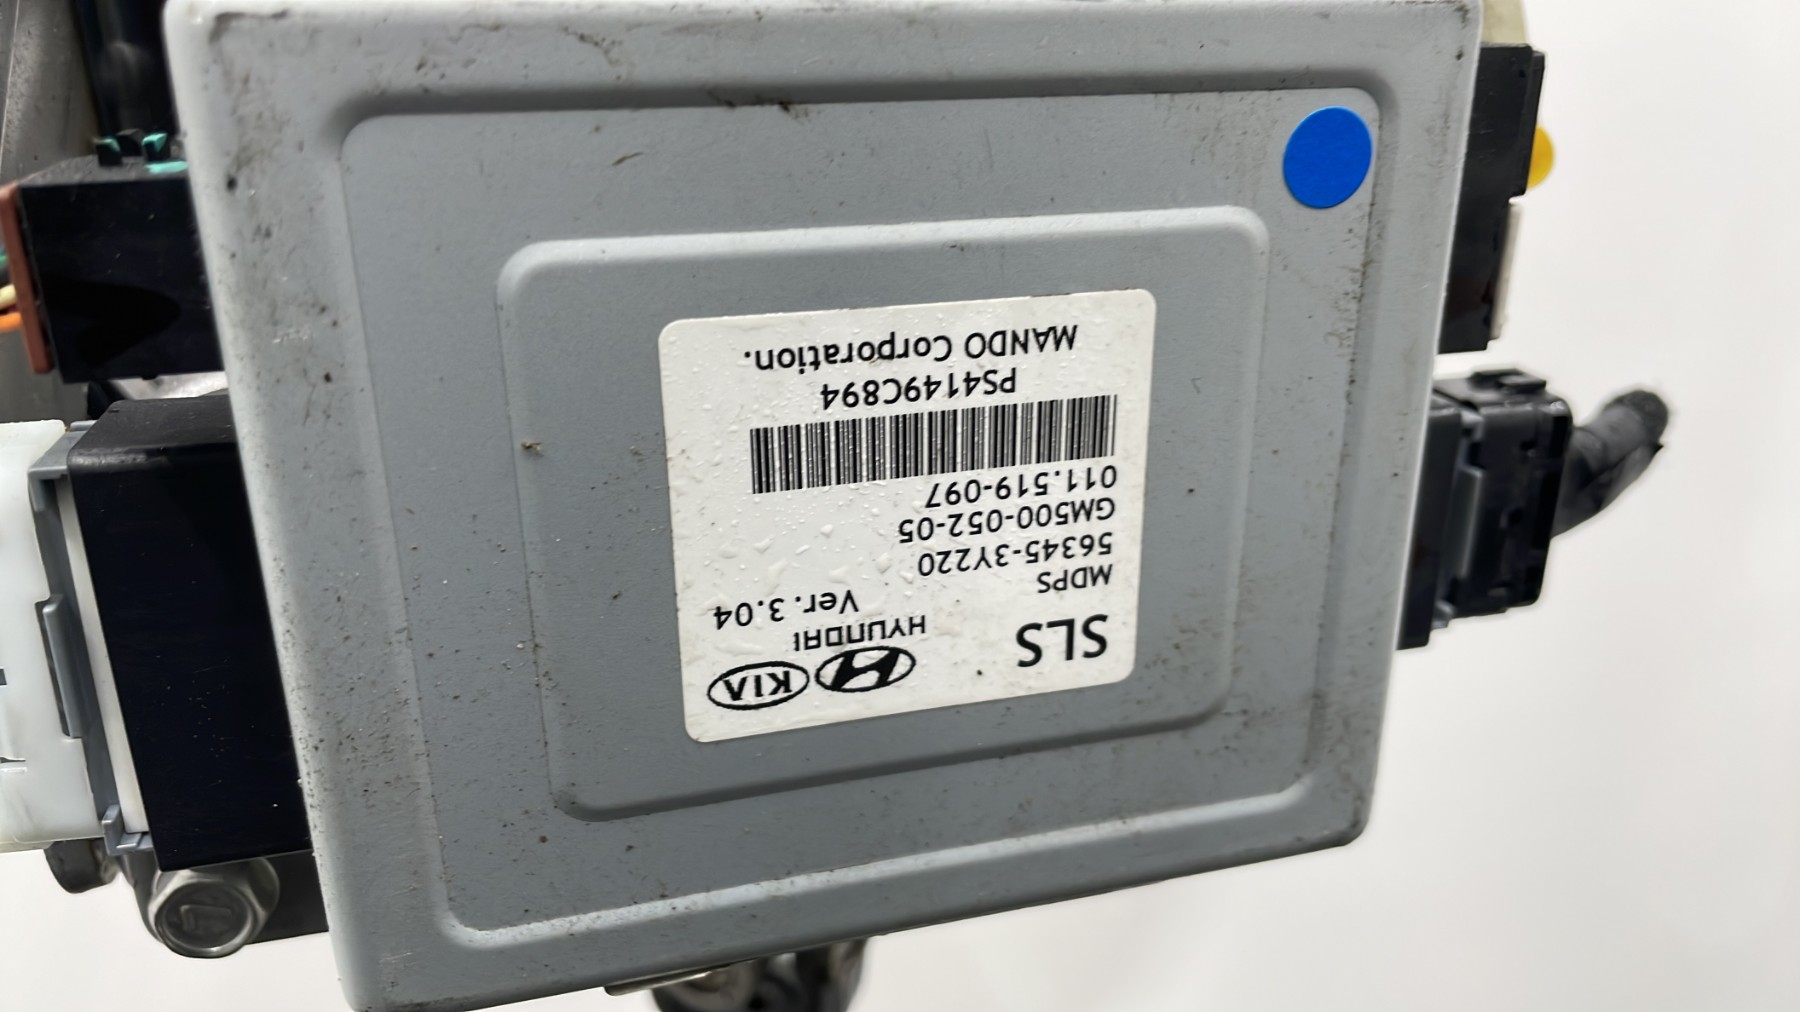 KIA HYUNDAI
SLS Ver. 3.04
MDPS
56345-3Y220
GM500-052-05
011.519-097
PS4149C894
MANDO Corporation.